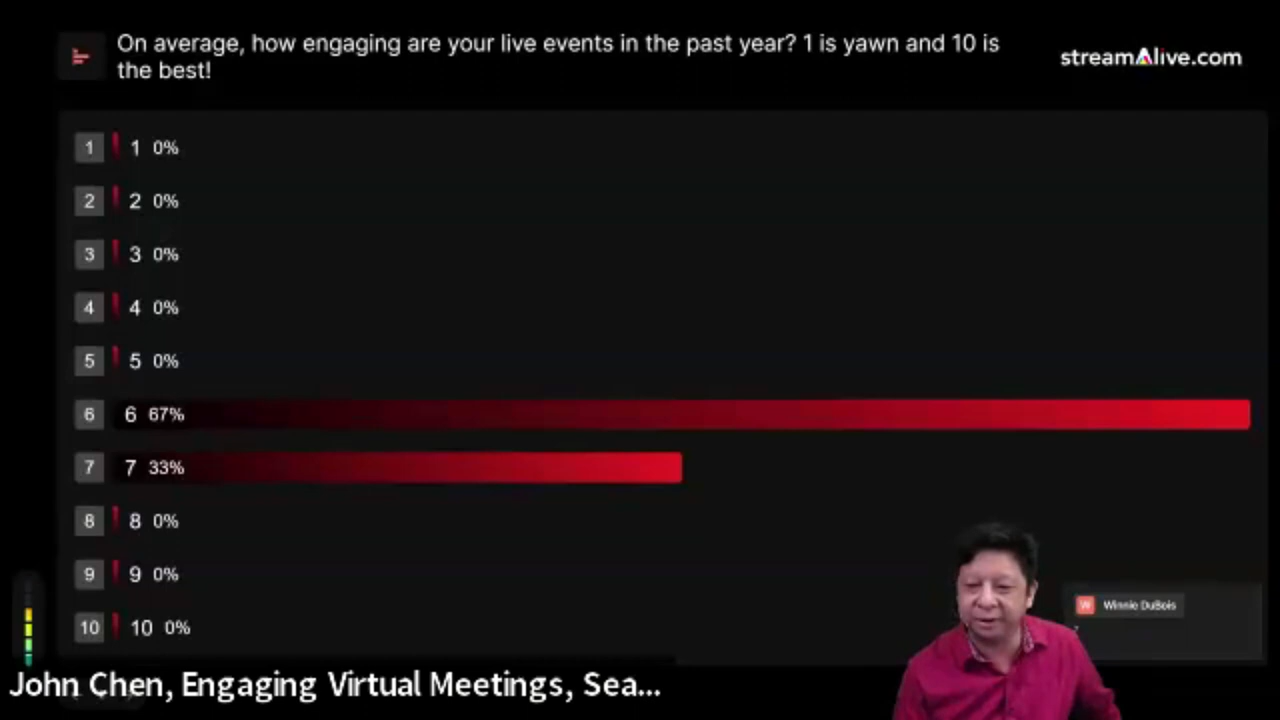 On average, how engaging are your live events in the past year? 1 is yawn and 10 is
the best!
streamAlive.com
1 1 0%
2 2 0%
3 3 0%
4 4 0%
5 5 0%
6 6 67%
7 7 33%
8 8 0%
9 9 0%
10 10 0%
W Winnie DuBois
John Chen, Engaging Virtual Meetings, Sea...